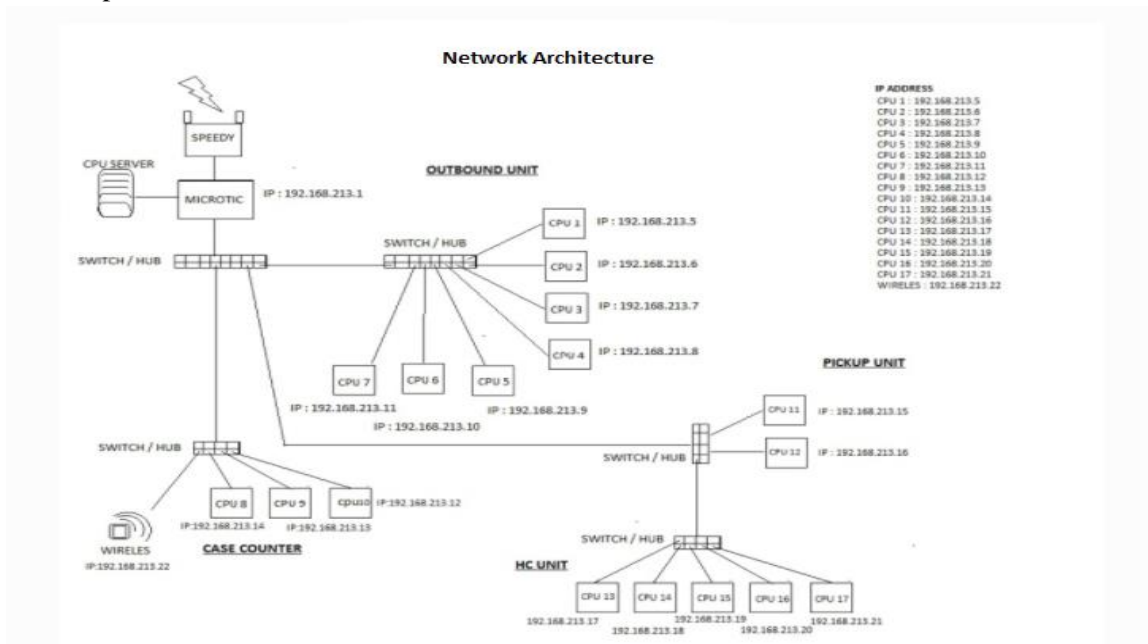 Network Architecture
IP ADDRESS
CPU 1 : 192.168.213.5
CPU 2 : 192.168.213.6
CPU 3 : 192.168.213.7
CPU 4 : 192.168.213.8
CPU 5 : 192.168.213.9
CPU 6 : 192.168.213.10
CPU 7 : 192.168.213.11
CPU 8 : 192.168.213.12
CPU 9 : 192.168.213.13
CPU 10 : 192.168.213.14
CPU 11 : 192.168.213.15
CPU 12 : 192.168.213.16
CPU 13 : 192.168.213.17
CPU 14 : 192.168.213.18
CPU 15 : 192.168.213.19
CPU 16 : 192.168.213.20
CPU 17 : 192.168.213.21
WIRELES : 192.168.213.22
SPEEDY
CPU SERVER
MICROTIC
IP : 192.168.213.1
SWITCH / HUB
OUTBOUND UNIT
SWITCH / HUB
CPU 1
IP : 192.168.213.5
CPU 2
IP : 192.168.213.6
CPU 3
IP : 192.168.213.7
CPU 4
IP : 192.168.213.8
CPU 7
CPU 6
CPU 5
IP : 192.168.213.11
IP : 192.168.213.10
IP : 192.168.213.9
PICKUP UNIT
CPU 11
IP : 192.168.213.15
CPU 12
IP : 192.168.213.16
SWITCH / HUB
SWITCH / HUB
CPU 8
CPU 9
cpu10
IP:192.168.213.12
IP:192.168.213.14
IP:192.168.213.13
WIRELES
IP:192.168.213.22
CASE COUNTER
SWITCH / HUB
HC UNIT
CPU 13
CPU 14
CPU 15
CPU 16
CPU 17
192.168.213.17
192.168.213.18
192.168.213.19
192.168.213.20
192.168.213.21